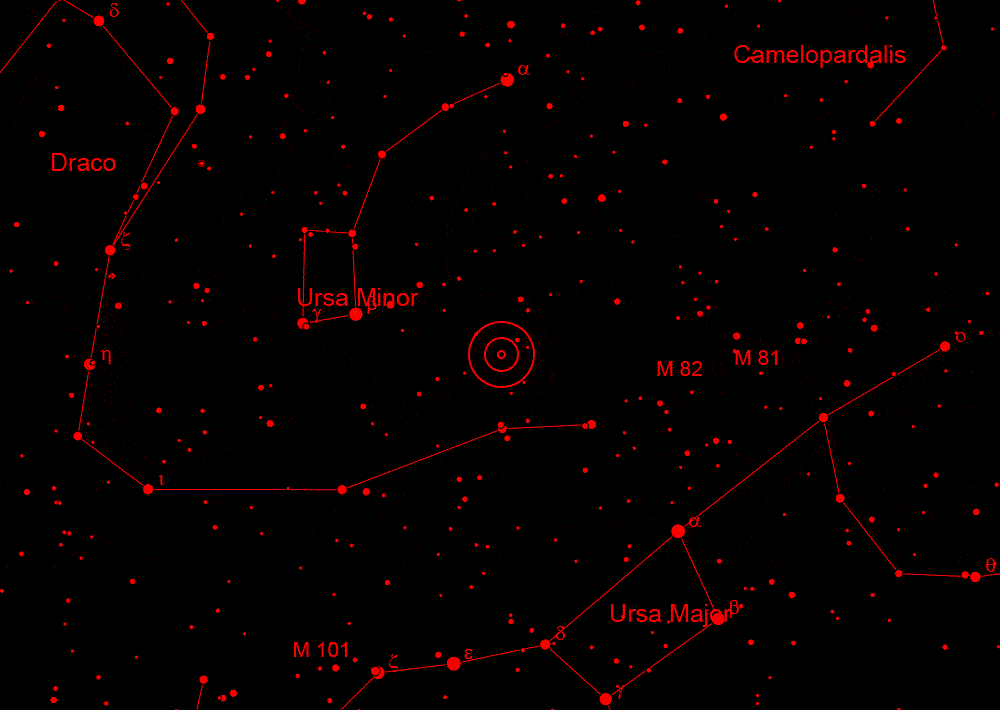 δ
Camelopardalis
α
Draco
ζ
Ursa Minor
β
γ
η
ʋ
M 81
M 82
ι
α
θ
Ursa Major
β
δ
M 101
ε
ζ
γ